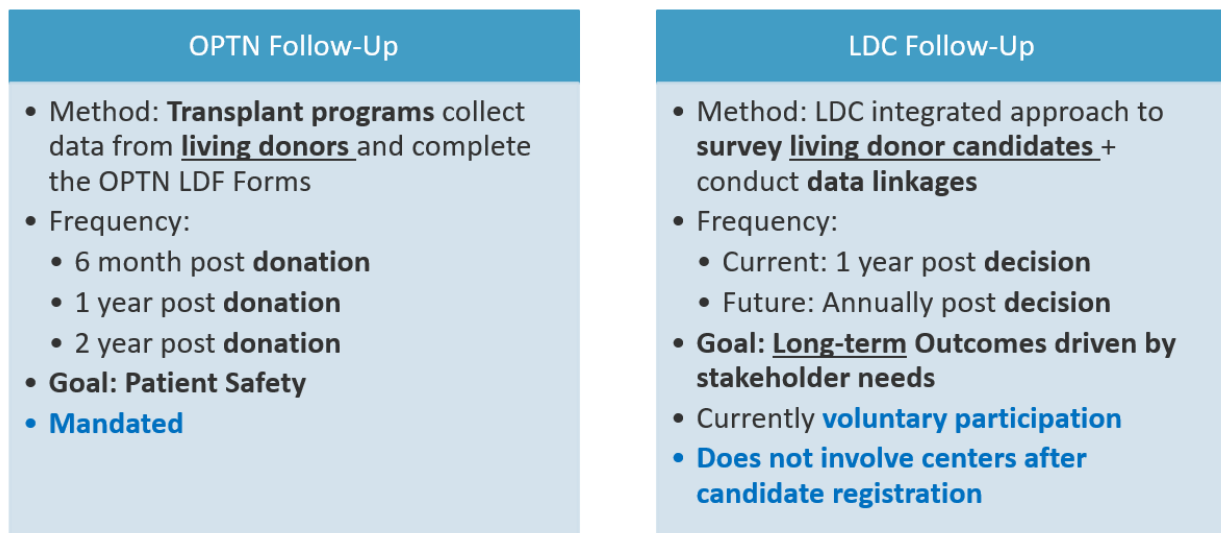 OPTN Follow-Up
• Method: Transplant programs collect
data from living donors and complete
the OPTN LDF Forms
• Frequency:
• 6 month post donation
• 1 year post donation
• 2 year post donation
• Goal: Patient Safety
• Mandated
LDC Follow-Up
• Method: LDC integrated approach to
survey living donor candidates +
conduct data linkages
• Frequency:
• Current: 1 year post decision
• Future: Annually post decision
• Goal: Long-term Outcomes driven by
stakeholder needs
• Currently voluntary participation
• Does not involve centers after
candidate registration